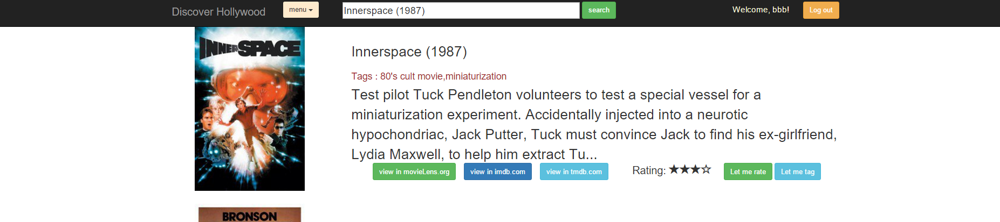 Discover Hollywood
menu
Innerspace (1987)
search
Welcome, bbb!
Log out
INNERSPACE
Innerspace (1987)
Tags : 80's cult movie,miniaturization
Test pilot Tuck Pendleton volunteers to test a special vessel for a
miniaturization experiment. Accidentally injected into a neurotic
hypochondriac, Jack Putter, Tuck must convince Jack to find his ex-girlfriend,
Lydia Maxwell, to help him extract Tu...
view in movieLens.org
view in imdb.com
view in tmdb.com
Rating: ★★★☆
Let me rate
Let me tag
BRONSON